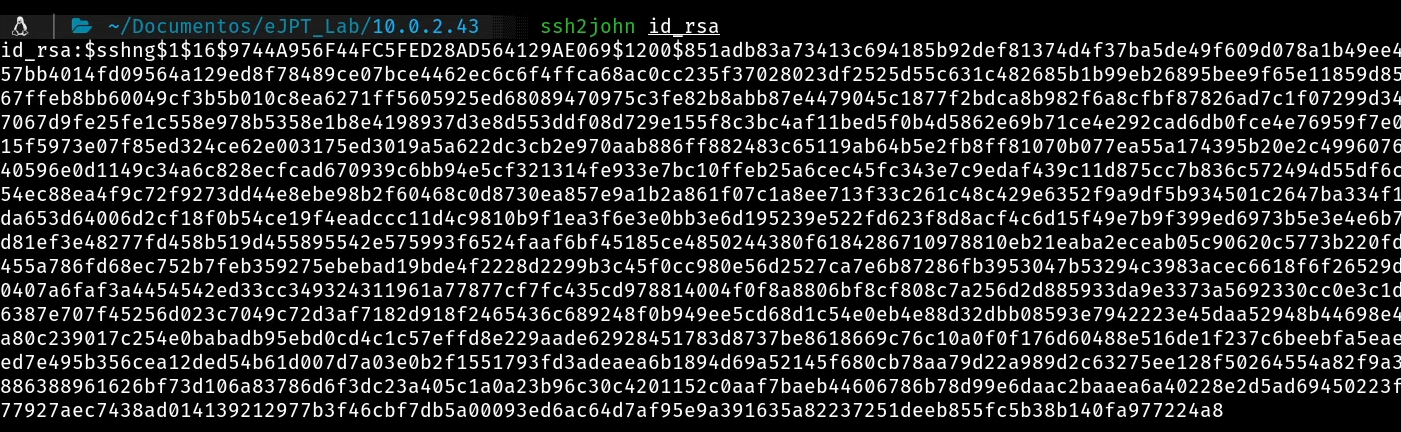 ~/Documentos/eJPT_Lab/10.0.2.43 ssh2john id_rsa
id_rsa:$sshng$1$16$9744A956F44FC5FED28AD564129AE069$1200$851adb83a73413c694185b92def81374d4f37ba5de49f609d078a1b49ee4
57bb4014fd09564a129ed8f78489ce07bce4462ec6c6f4ffca68ac0cc235f37028023df2525d55c631c482685b1b99eb26895bee9f65e11859d85
67ffeb8bb60049cf3b5b010c8ea6271ff5605925ed68089470975c3fe82b8abb87e4479045c1877f2bdca8b982f6a8cfbf87826ad7c1f07299d34
7067d9fe25fe1c558e978b5358e1b8e4198937d3e8d553ddf08d729e155f8c3bc4af11bed5f0b4d5862e69b71ce4e292cad6db0fce4e76959f7e0
15f5973e07f85ed324ce62e003175ed3019a5a622dc3cb2e970aab886ff882483c65119ab64b5e2fb8ff81070b077ea55a174395b20e2c4996076
40596e0d1149c34a6c828ecfcad670939c6bb94e5cf321314fe933e7bc10ffeb25a6cec45fc343e7c9edaf439c11d875cc7b836c572494d55df6c
54ec88ea4f9c72f9273dd44e8ebe98b2f60468c0d8730ea857e9a1b2a861f07c1a8ee713f33c261c48c429e6352f9a9df5b934501c2647ba334f1
da653d64006d2cf18f0b54ce19f4eadccc11d4c9810b9f1ea3f6e3e0bb3e6d195239e522fd623f8d8acf4c6d15f49e7b9f399ed6973b5e3e4e6b7
d81ef3e48277fd458b519d455895542e575993f6524faaf6bf45185ce4850244380f6184286710978810eb21eaba2eceab05c90620c5773b220fd
455a786fd68ec752b7feb359275ebebad19bde4f2228d2299b3c45f0cc980e56d2527ca7e6b87286fb3953047b53294c3983acec6618f6f26529d
0407a6faf3a4454542ed33cc349324311961a77877cf7fc435cd978814004f0f8a8806bf8cf808c7a256d2d885933da9e3373a5692330cc0e3c1d
6387e707f45256d023c7049c72d3af7182d918f2465436c689248f0b949ee5cd68d1c54e0eb4e88d32dbb08593e7942223e45daa52948b44698e4
a80c239017c254e0babadb95ebd0cd4c1c57effd8e229aade62928451783d8737be8618669c76c10a0f0f176d60488e516de1f237c6beebfa5eae
ed7e495b356cea12ded54b61d007d7a03e0b2f1551793fd3adeaea6b1894d69a52145f680cb78aa79d22a989d2c63275ee128f50264554a82f9a3
886388961626bf73d106a83786d6f3dc23a405c1a0a23b96c30c4201152c0aaf7baeb44606786b78d99e6daac2baaea6a40228e2d5ad69450223f
77927aec7438ad014139212977b3f46cbf7db5a00093ed6ac64d7af95e9a391635a82237251deeb855fc5b38b140fa977224a8